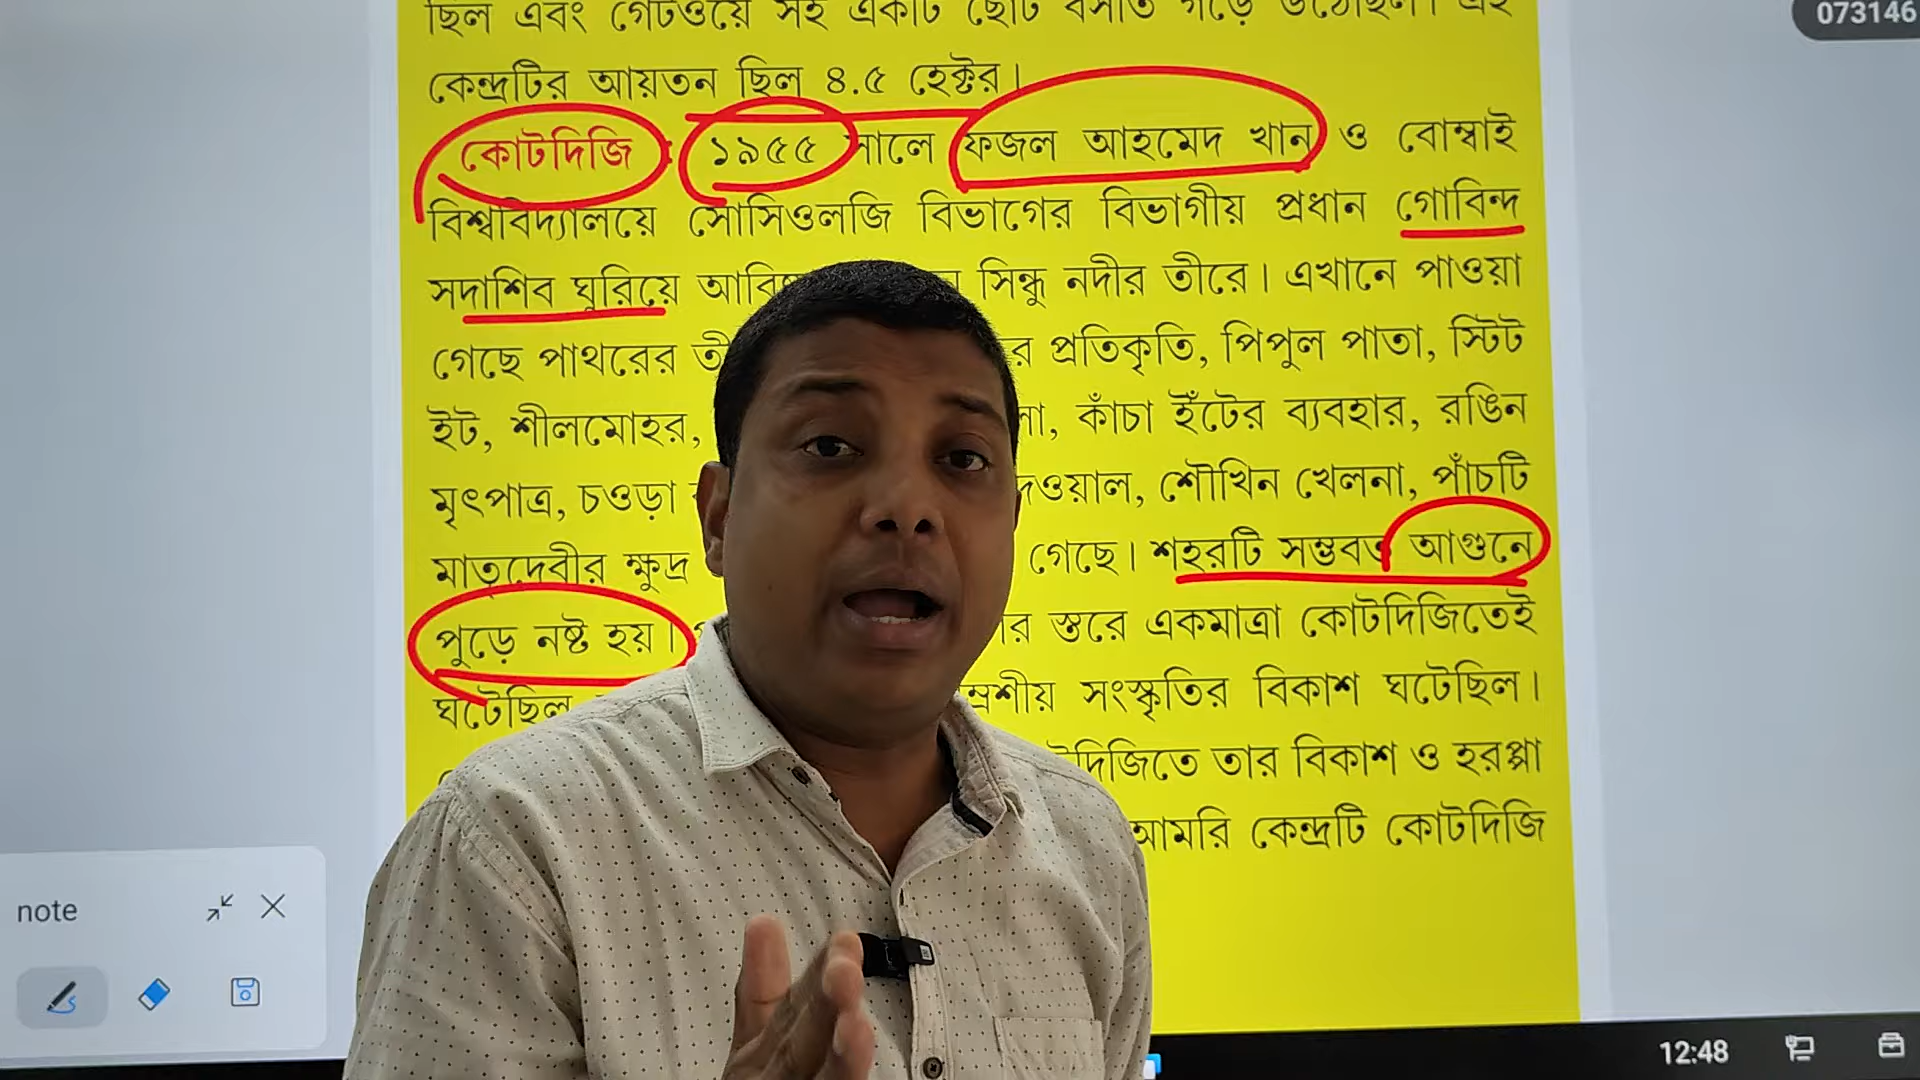 ছিল এবং গেটওয়ে সহ একটি ছোট বসতি গড়ে উঠেছিল। এই
073146
কেন্দ্রটির আয়তন ছিল ৪.৫ হেক্টর।
কোটদিজি : ১৯৫৫ সালে ফজল আহমেদ খান ও বোম্বাই
বিশ্ববিদ্যালয়ে সোসিওলজি বিভাগের বিভাগীয় প্রধান গোবিন্দ
সদাশিব ঘুরিয়ে সিন্ধু নদীর তীরে। এখানে পাওয়া
গেছে পাথরের প্রতিকৃতি, পিপুল পাতা, স্টিট
ইট, শীলমোহর, কাঁচা ইঁটের ব্যবহার, রঙিন
মৃৎপাত্র, চওড়া শৌখিন খেলনা, পাঁচটি
মাতৃদেবীর ক্ষুদ্র গেছে। শহরটি সম্ভবত আগুনে
পুড়ে নষ্ট হয়। স্তরে একমাত্রা কোটদিজিতেই
ঘটেছিল সংস্কৃতির বিকাশ ঘটেছিল।
তার বিকাশ ও হরপ্পা
আমরি কেন্দ্রটি কোটদিজি
note
12:48